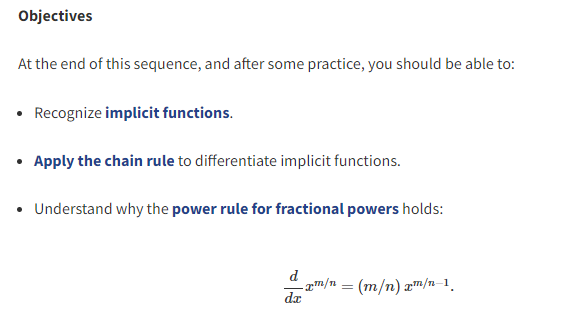 Objectives
At the end of this sequence, and after some practice, you should be able to:
• Recognize implicit functions.
• Apply the chain rule to differentiate implicit functions.
• Understand why the power rule for fractional powers holds:
d/dx x^{m/n} = (m/n) x^{m/n−1}.